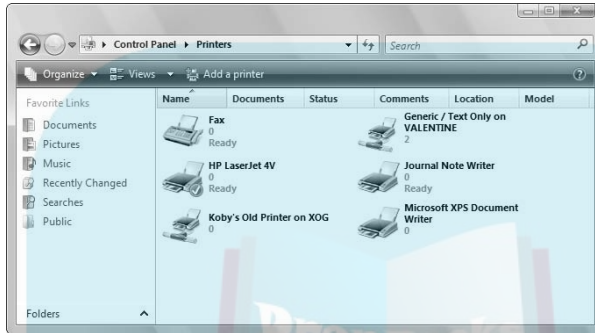 Control Panel ▸ Printers
Search
Organize Views Add a printer
Favorite Links
Documents
Pictures
Music
Recently Changed
Searches
Public
Folders
Name Documents Status Comments Location Model
Fax
0
Ready
Generic / Text Only on
VALENTINE
2
HP LaserJet 4V
0
Ready
Journal Note Writer
0
Ready
Koby's Old Printer on XOG
0
Microsoft XPS Document
Writer
0